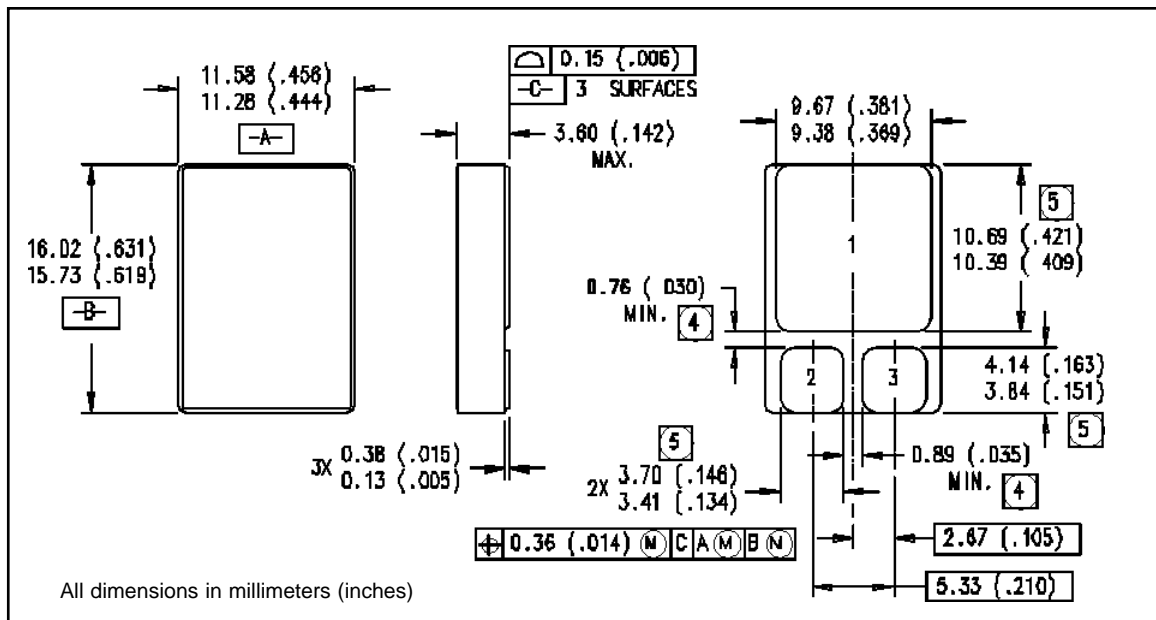 0.15 (.006)
-C- 3 SURFACES
11.58 (.456)
11.28 (.444)
-A-
3.60 (.142)
MAX.
9.67 (.381)
9.38 (.369)
16.02 (.631)
15.73 (.619)
-B-
1
5
10.69 (.421)
10.39 ( 409)
0.76 ( 030)
MIN. 4
2
3
4.14 (.163)
3.84 (.151)
5
3X 0.38 (.015)
0.13 (.005)
5
2X 3.70 (.146)
3.41 (.134)
0.89 (.035)
MIN. 4
0.36 (.014) M C A M B M
2.67 (.105)
5.33 (.210)
All dimensions in millimeters (inches)